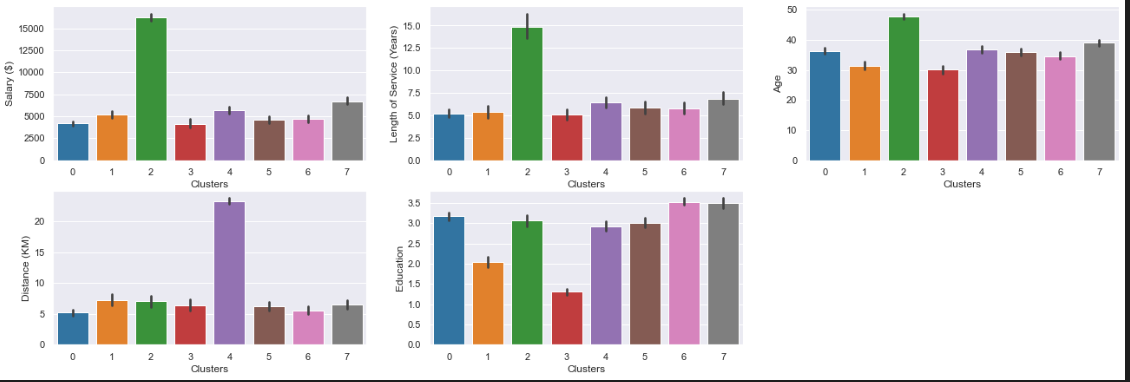 Salary ($)
15000
12500
10000
7500
5000
2500
0
0 1 2 3 4 5 6 7
Clusters
Length of Service (Years)
15.0
12.5
10.0
7.5
5.0
2.5
0.0
0 1 2 3 4 5 6 7
Clusters
Age
50
40
30
20
10
0
0 1 2 3 4 5 6 7
Clusters
Distance (KM)
20
15
10
5
0
0 1 2 3 4 5 6 7
Clusters
Education
3.5
3.0
2.5
2.0
1.5
1.0
0.5
0.0
0 1 2 3 4 5 6 7
Clusters